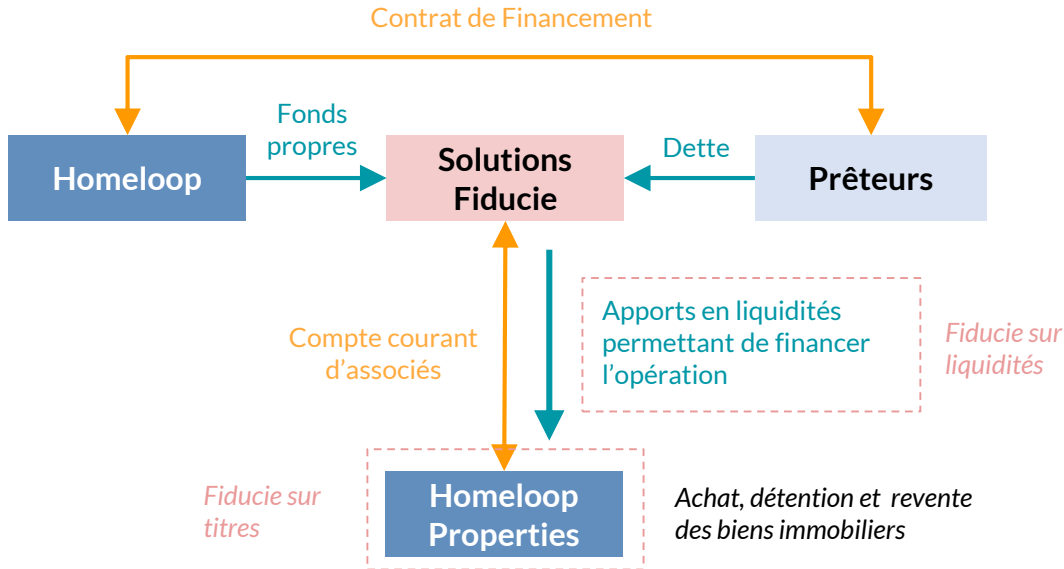 Contrat de Financement
Fonds
propres
Dette
Homeloop
Solutions
Fiducie
Prêteurs
Compte courant
d’associés
Apports en liquidités
permettant de financer
l’opération
Fiducie sur
liquidités
Fiducie sur
titres
Homeloop
Properties
Achat, détention et revente
des biens immobiliers